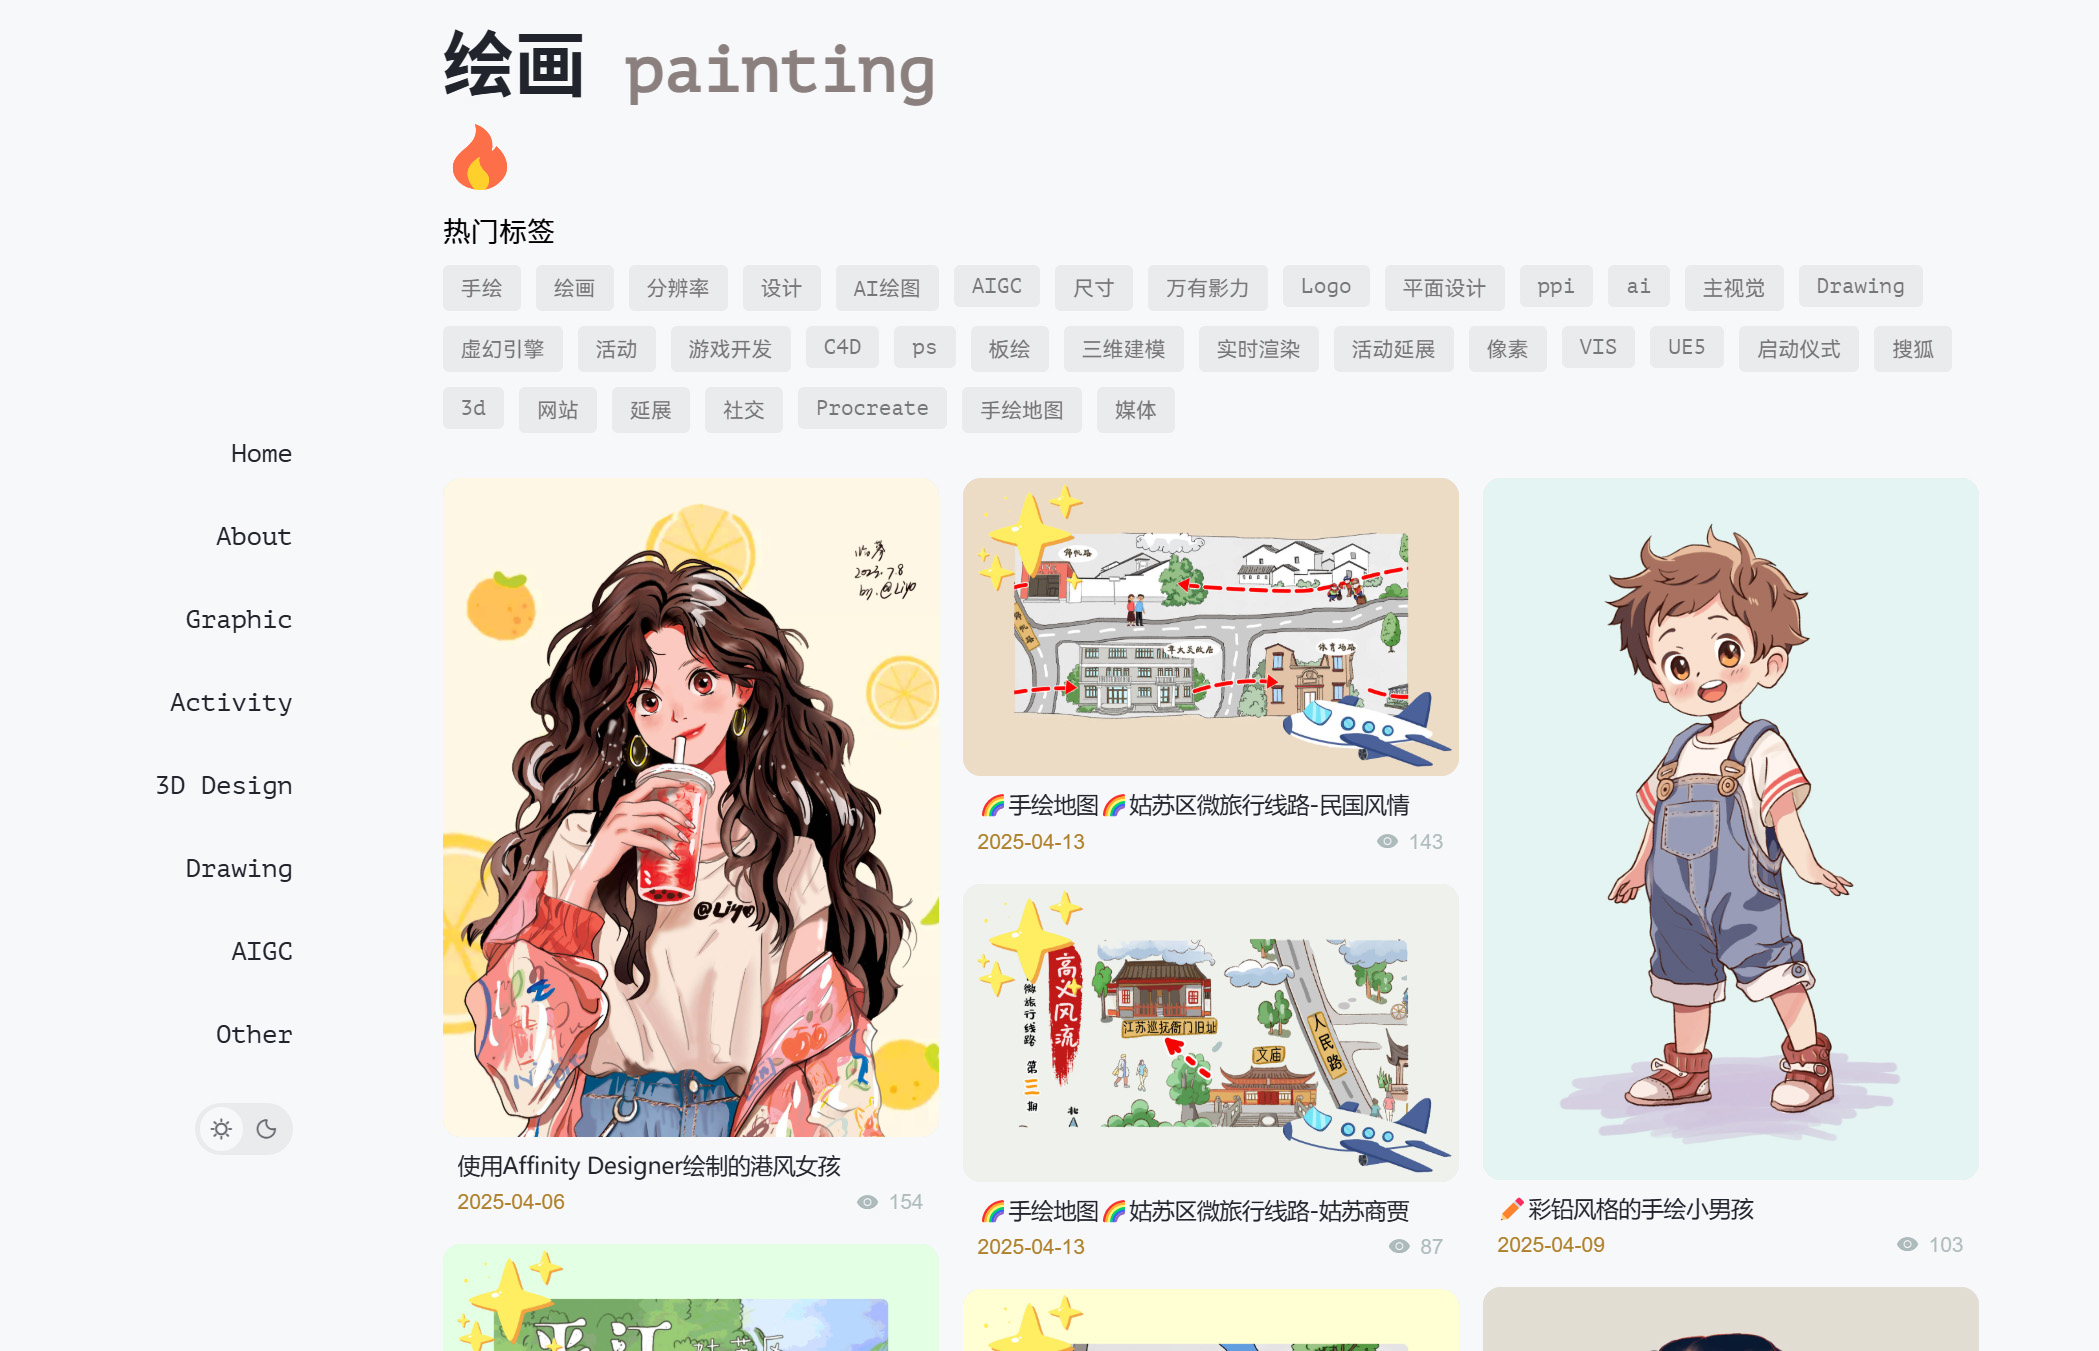 绘画 painting
热门标签
手绘 绘画 分辨率 设计 AI绘图 AIGC 尺寸 万有影力 Logo 平面设计 ppi ai 主视觉 Drawing
虚幻引擎 活动 游戏开发 C4D ps 板绘 三维建模 实时渲染 活动延展 像素 VIS UE5 启动仪式 搜狐
3d 网站 延展 社交 Procreate 手绘地图 媒体
Home
About
Graphic
Activity
3D Design
Drawing
AIGC
Other
2023.7.8
by.@Liyo
@Liyo
使用Affinity Designer绘制的港风女孩
2025-04-06 154
平江
体育场路
🌈手绘地图🌈姑苏区微旅行线路-民国风情
2025-04-13 143
高义风流
微旅行线路 第三期
江苏巡抚衙门旧址
文庙
人民路
北
🌈手绘地图🌈姑苏区微旅行线路-姑苏商贾
2025-04-13 87
✏️彩铅风格的手绘小男孩
2025-04-09 103